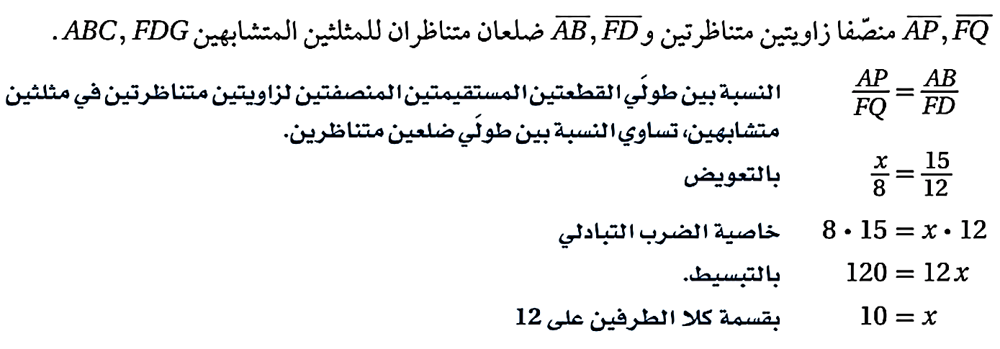 $\overline{AP}, \overline{FQ}$ منصّفا زاويتين متناظرتين و $\overline{AB}, \overline{FD}$ ضلعان متناظران للمثلثين المتشابهين $ABC, FDG$ .
$\frac{AP}{FQ} = \frac{AB}{FD}$ النسبة بين طولَي القطعتين المستقيمتين المنصفتين لزاويتين متناظرتين في مثلثين
متشابهين، تساوي النسبة بين طولَي ضلعين متناظرين.
$\frac{x}{8} = \frac{15}{12}$ بالتعويض
$8 \cdot 15 = x \cdot 12$ خاصية الضرب التبادلي
$120 = 12x$ بالتبسيط.
$10 = x$ بقسمة كلا الطرفين على 12